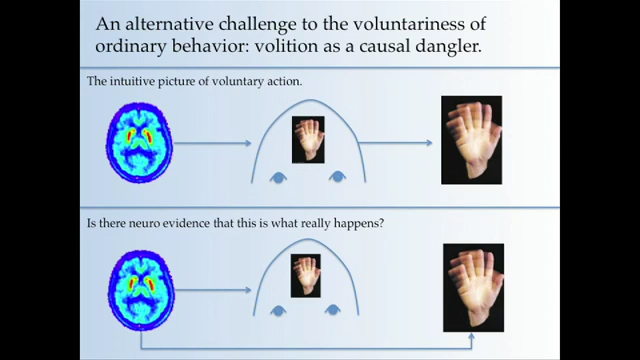 An alternative challenge to the voluntariness of
ordinary behavior: volition as a causal dangler.
The intuitive picture of voluntary action.
Is there neuro evidence that this is what really happens?